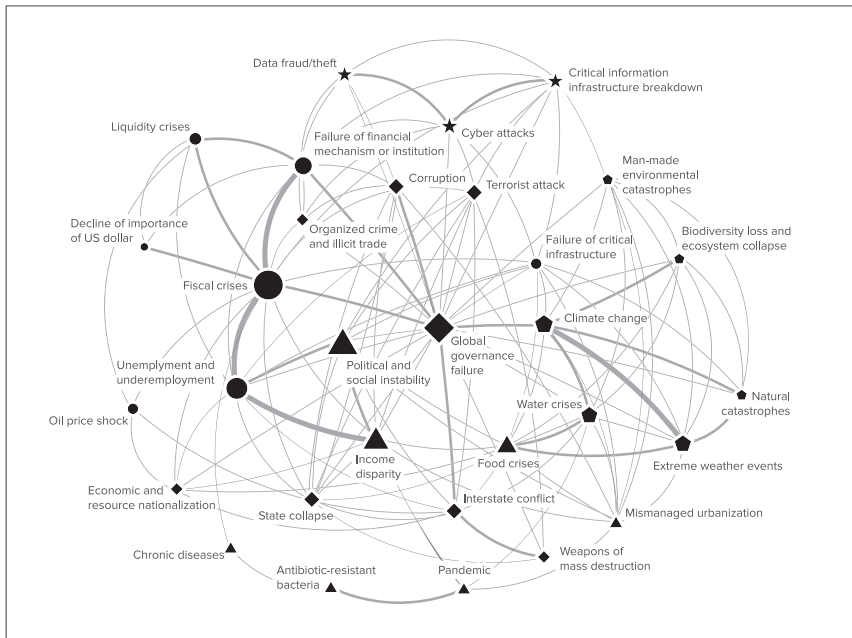 Data fraud/theft
Critical information
infrastructure breakdown
Liquidity crises
Failure of financial
mechanism or institution
Cyber attacks
Man-made
environmental
catastrophes
Corruption
Terrorist attack
Decline of importance
of US dollar
Organized crime
and illicit trade
Failure of critical
infrastructure
Biodiversity loss and
ecosystem collapse
Fiscal crises
Climate change
Global
governance
failure
Unemplyment and
underemployment
Political and
social instability
Water crises
Natural
catastrophes
Oil price shock
Income
disparity
Food crises
Extreme weather events
Economic and
resource nationalization
State collapse
Interstate conflict
Mismanaged urbanization
Chronic diseases
Antibiotic-resistant
bacteria
Pandemic
Weapons of
mass destruction